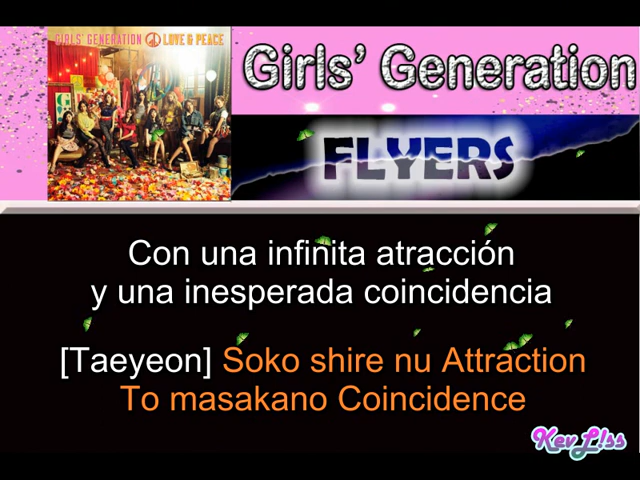 GIRLS' GENERATION LOVE & PEACE
Girls' Generation
FLYERS
Con una infinita atracción
y una inesperada coincidencia
[Taeyeon] Soko shire nu Attraction
To masakano Coincidence
KevL!ss